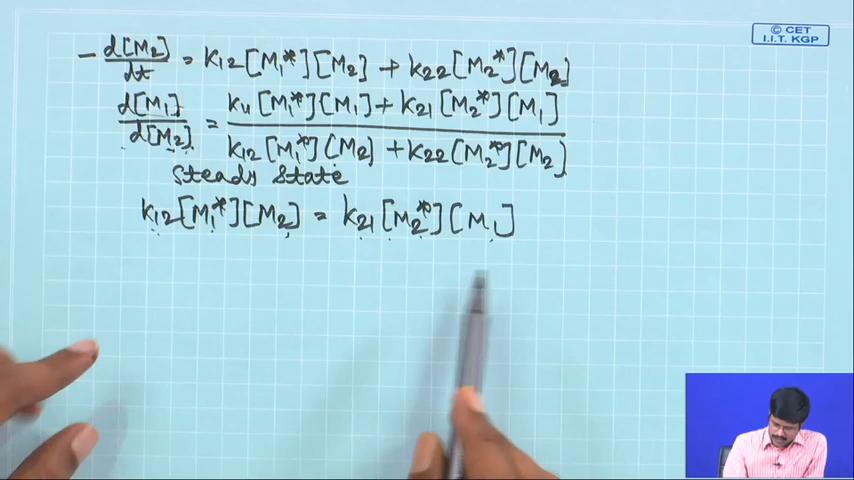 © CET
I.I.T. KGP
- d[M₂]/dt = k₁₂[M₁*][M₂] + k₂₂[M₂*][M₂]
d[M₁]/d[M₂] = k₁₁[M₁*][M₁] + k₂₁[M₂*][M₁] / k₁₂[M₁*][M₂] + k₂₂[M₂*][M₂]
Steady State
k₁₂[M₁*][M₂] = k₂₁[M₂*][M₁]